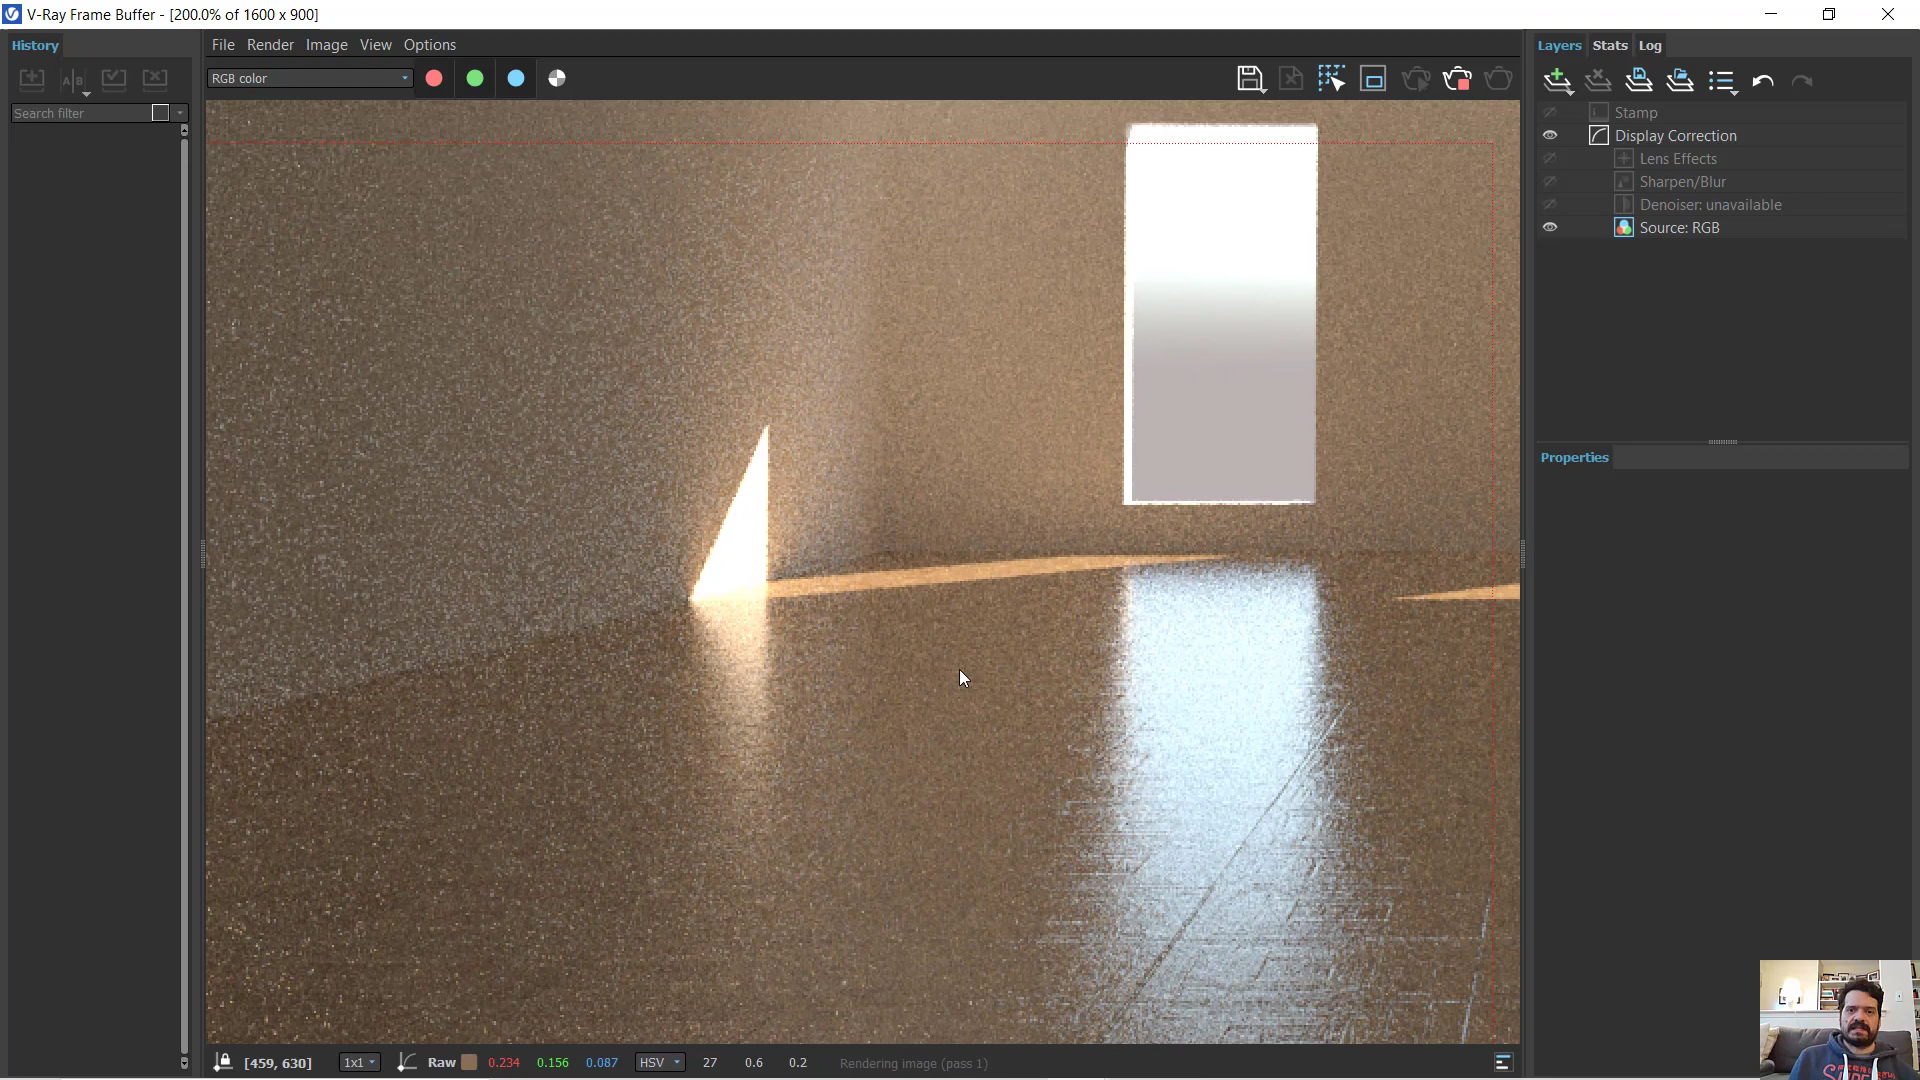 V-Ray Frame Buffer - [200.0% of 1600 x 900]
History
File Render Image View Options
Layers Stats Log
RGB color
A B
Search filter
Stamp
Display Correction
Lens Effects
Sharpen/Blur
Denoiser: unavailable
Source: RGB
Properties
[459, 630] 1x1 Raw 0.234 0.156 0.087 HSV 27 0.6 0.2 Rendering image (pass 1)